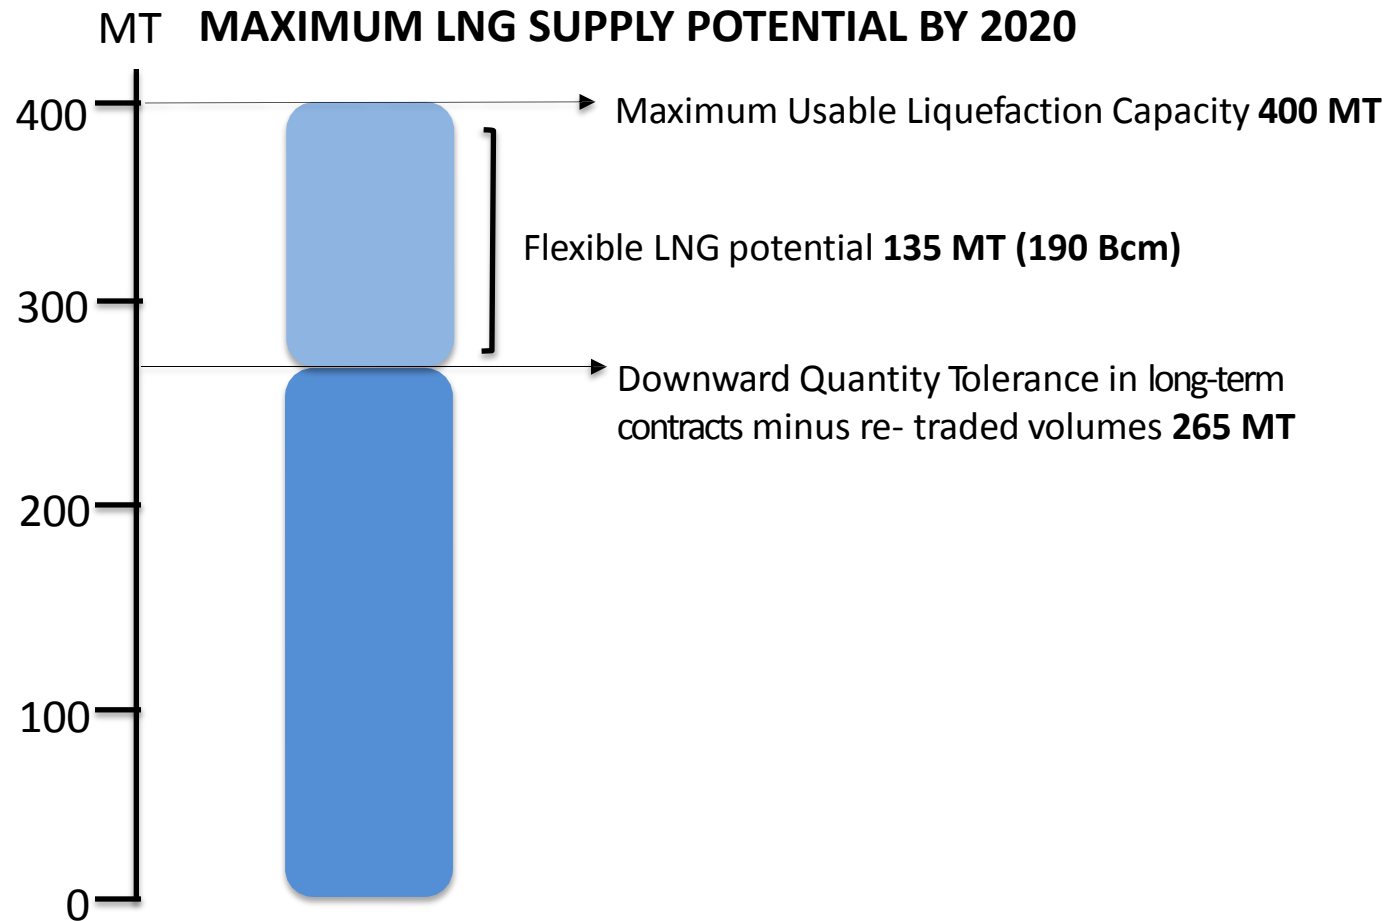 MT MAXIMUM LNG SUPPLY POTENTIAL BY 2020
400
Maximum Usable Liquefaction Capacity 400 MT
Flexible LNG potential 135 MT (190 Bcm)
300
Downward Quantity Tolerance in long-term
contracts minus re- traded volumes 265 MT
200
100
0